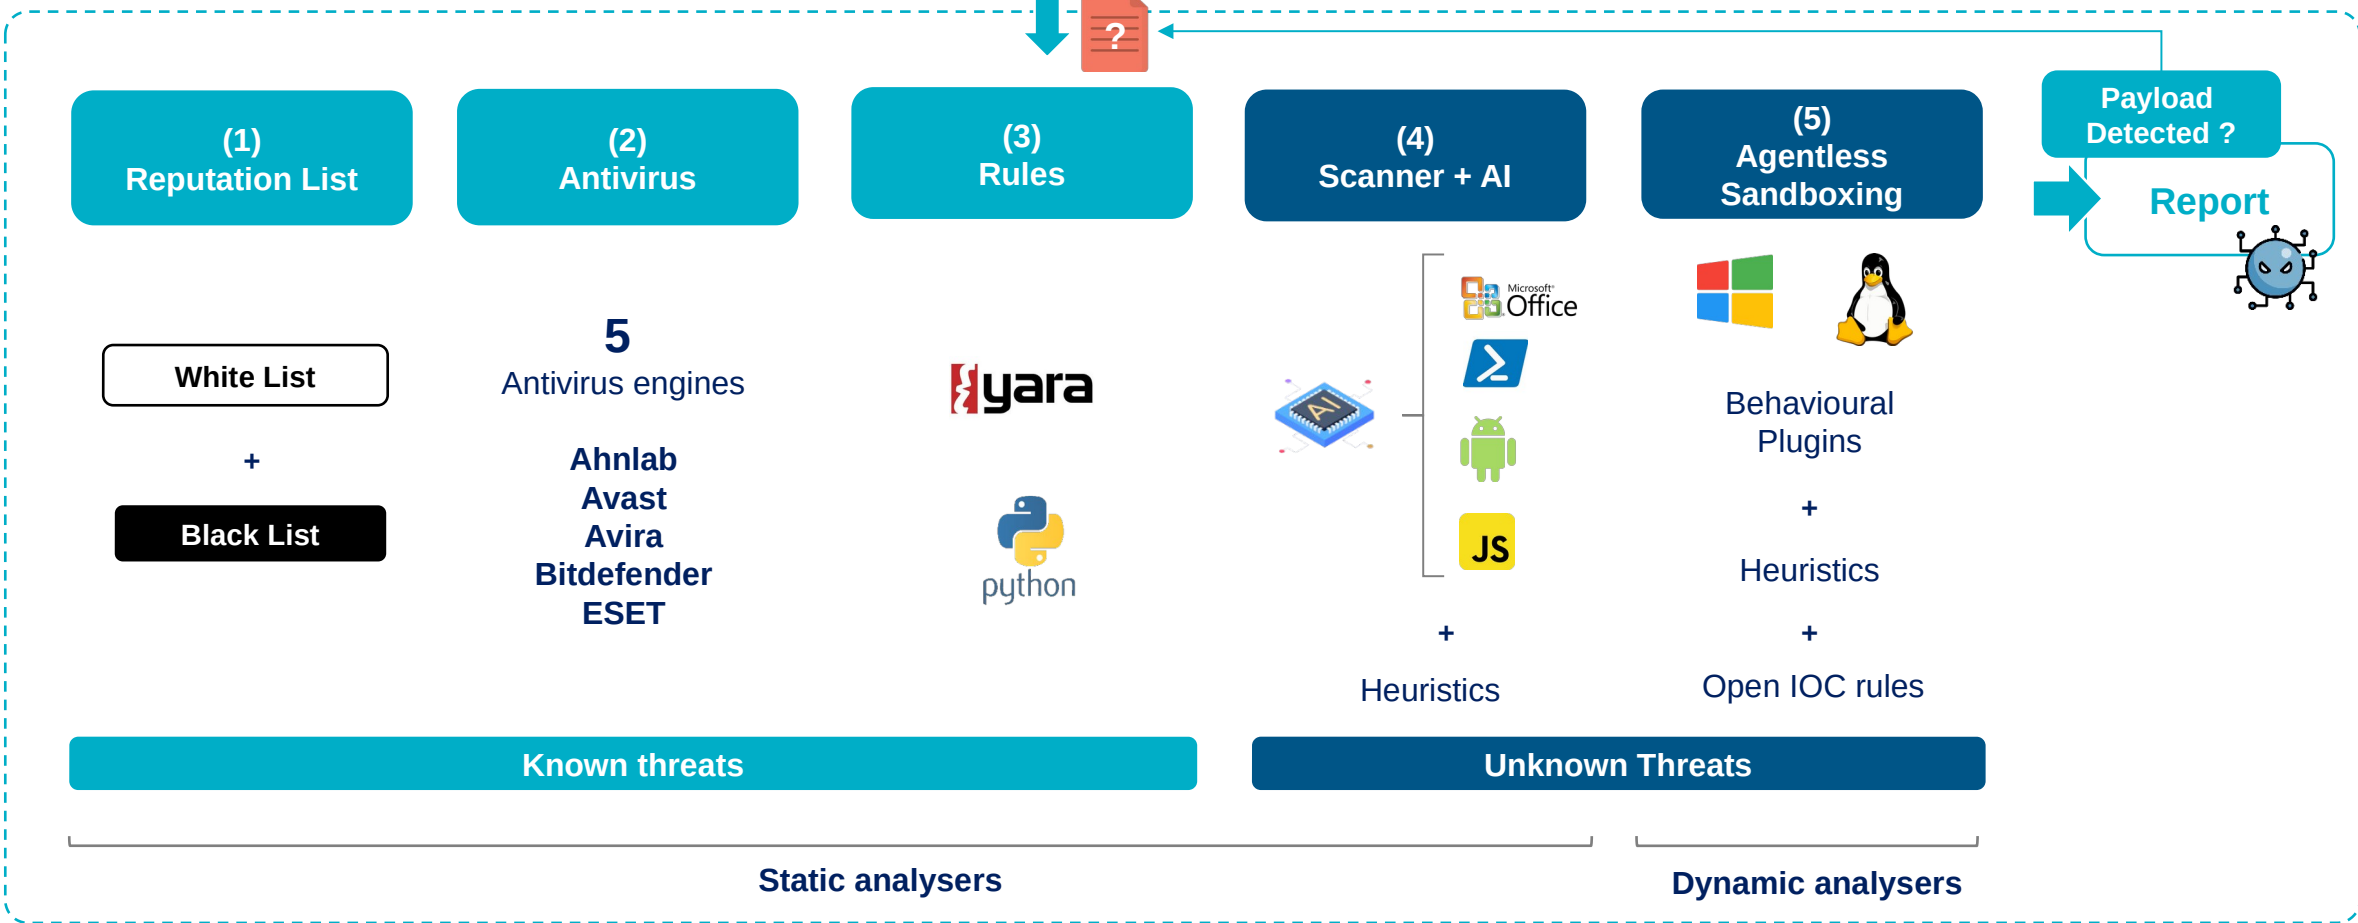 ?
(1)
Reputation List
(2)
Antivirus
(3)
Rules
(4)
Scanner + AI
(5)
Agentless
Sandboxing
Payload
Detected ?
Report
White List
+
Black List
5
Antivirus engines
Ahnlab
Avast
Avira
Bitdefender
ESET
yara
python
AI
Microsoft®
Office
JS
+
Heuristics
Behavioural
Plugins
+
Heuristics
+
Open IOC rules
Known threats
Unknown Threats
Static analysers
Dynamic analysers